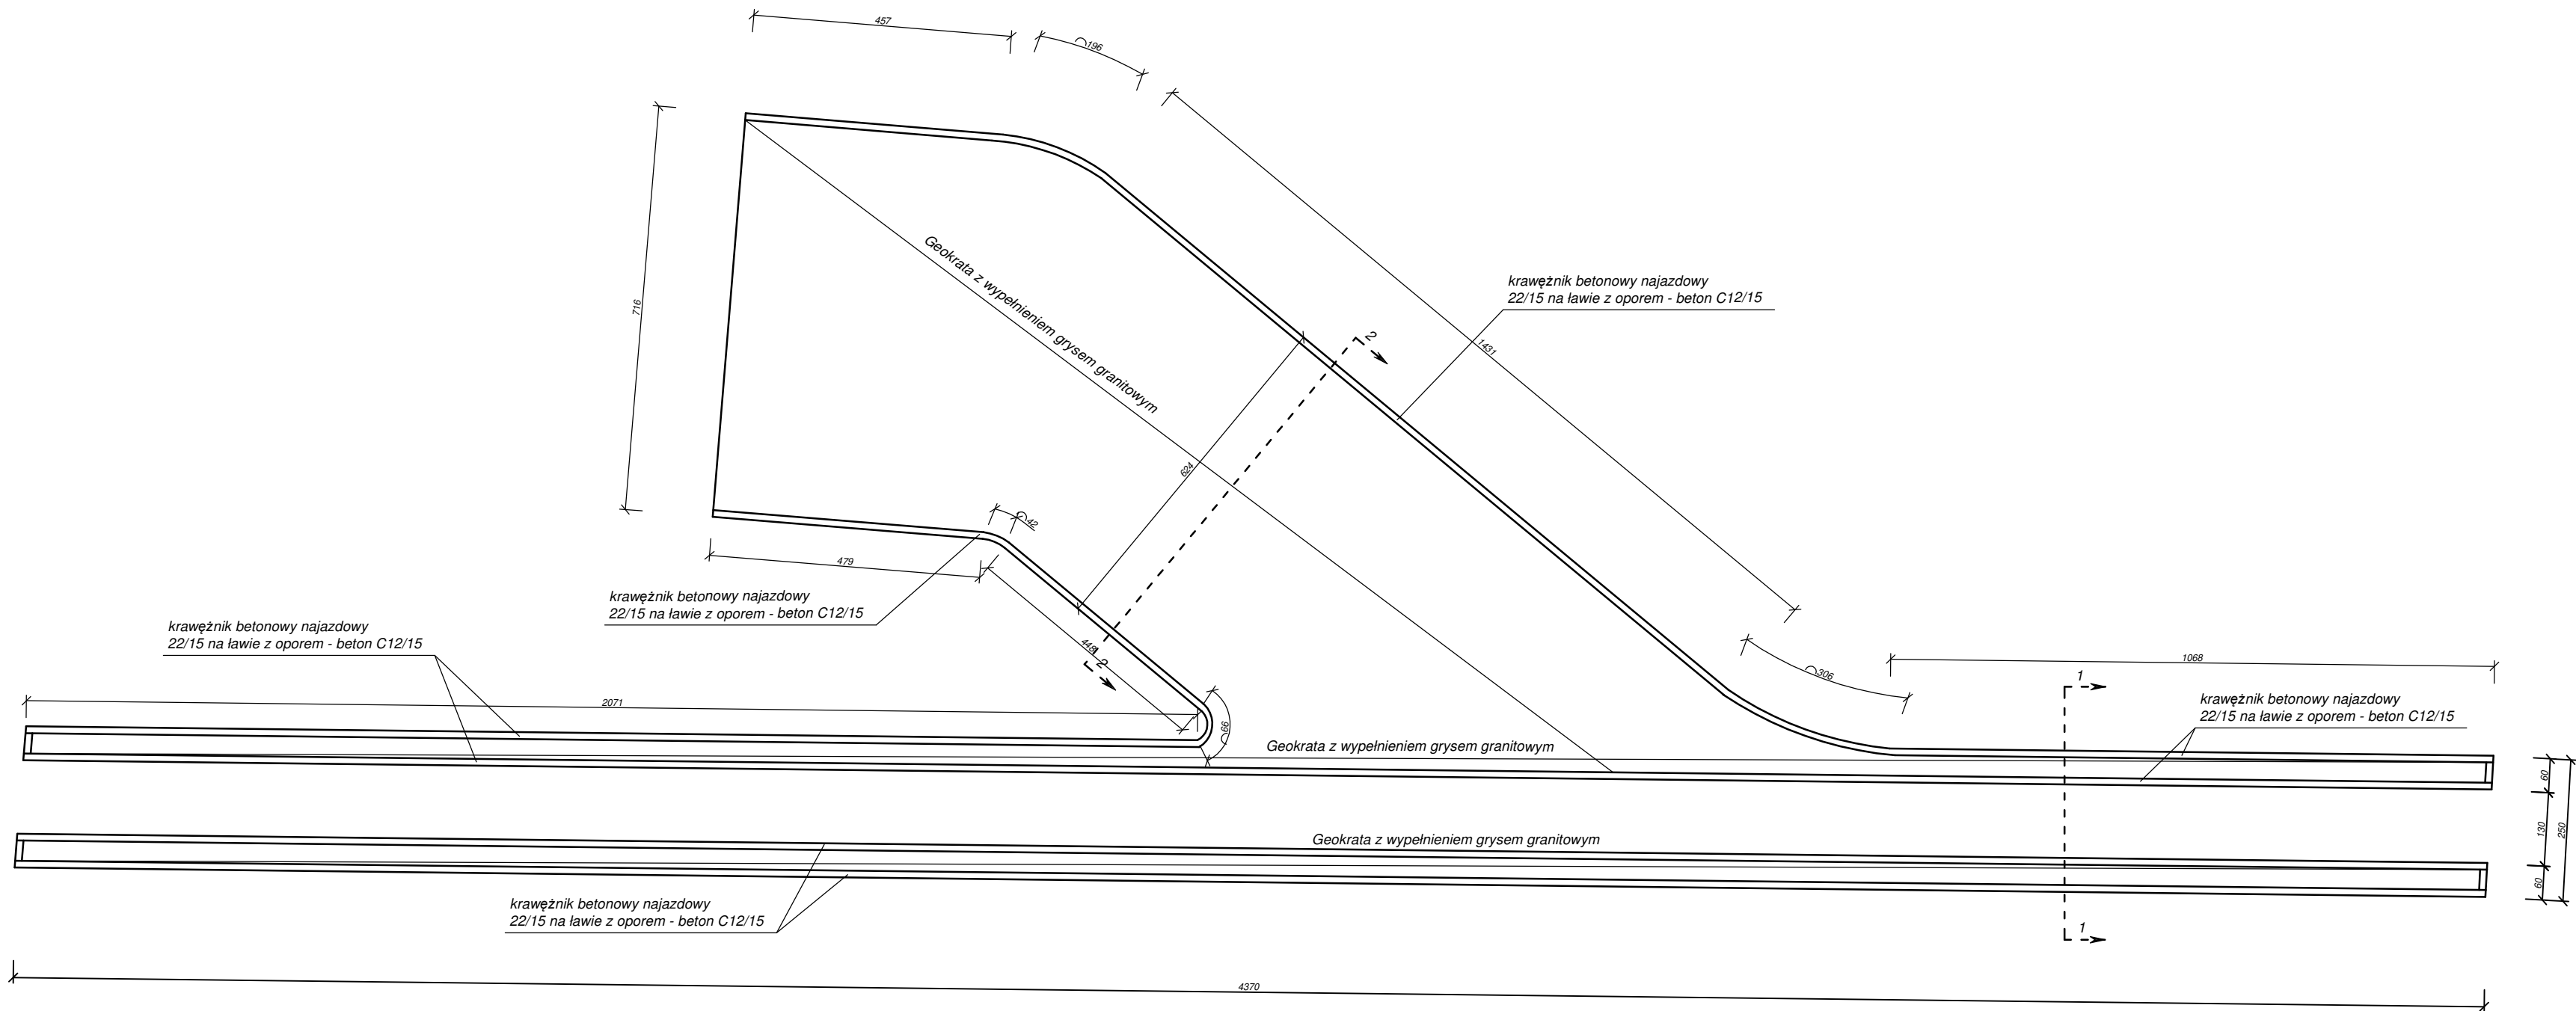 457
⌒196
716
Geokrata z wypełnieniem grysem granitowym
krawężnik betonowy najazdowy
22/15 na ławie z oporem - beton C12/15
2
1431
624
⌒42
479
krawężnik betonowy najazdowy
22/15 na ławie z oporem - beton C12/15
krawężnik betonowy najazdowy
22/15 na ławie z oporem - beton C12/15
448
2
⌒306
1068
1
2071
krawężnik betonowy najazdowy
22/15 na ławie z oporem - beton C12/15
⌒66
Geokrata z wypełnieniem grysem granitowym
60
130
250
60
Geokrata z wypełnieniem grysem granitowym
krawężnik betonowy najazdowy
22/15 na ławie z oporem - beton C12/15
1
4370